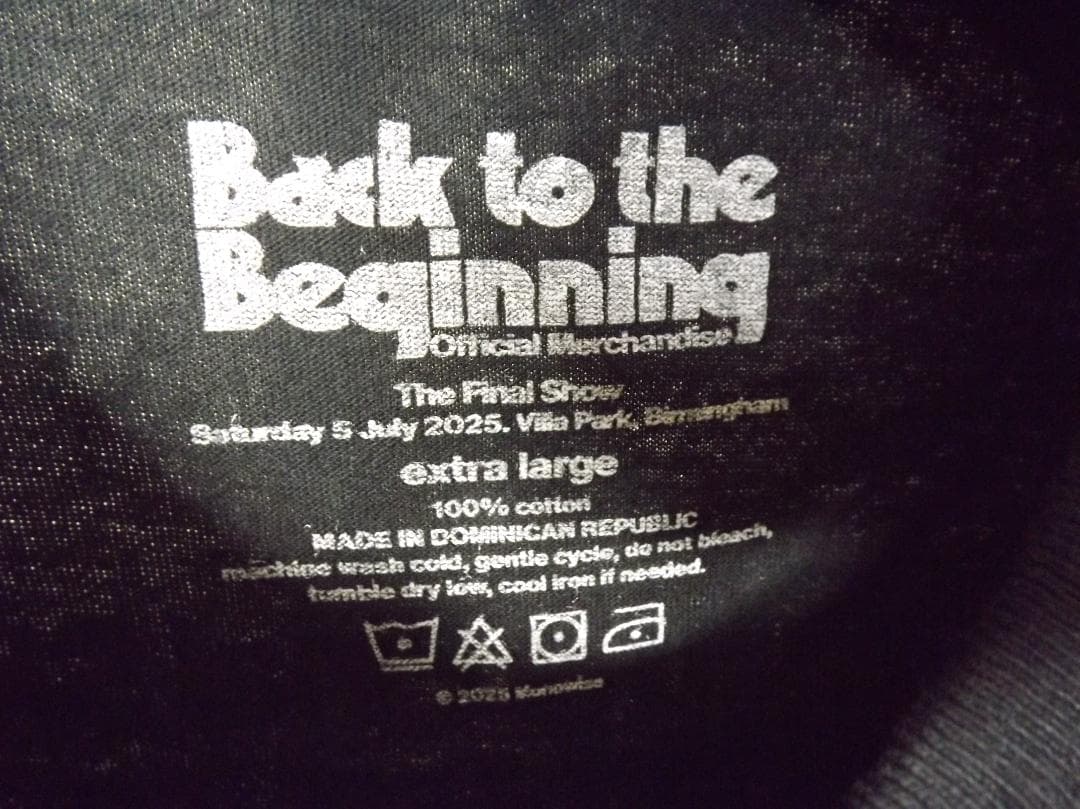 Back to the
Beginning
Official Merchandise
The Final Show
Saturday 5 July 2025. Villa Park, Birmingham
extra large
100% cotton
MADE IN DOMINICAN REPUBLIC
machine wash cold, gentle cycle, do not bleach,
tumble dry low, cool iron if needed.
© 2025